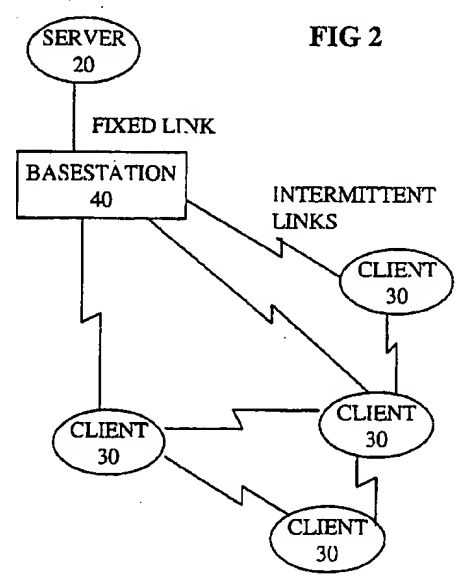 FIG 2
SERVER
20
FIXED LINK
BASESTATION
40
INTERMITTENT
LINKS
CLIENT
30
CLIENT
30
CLIENT
30
CLIENT
30